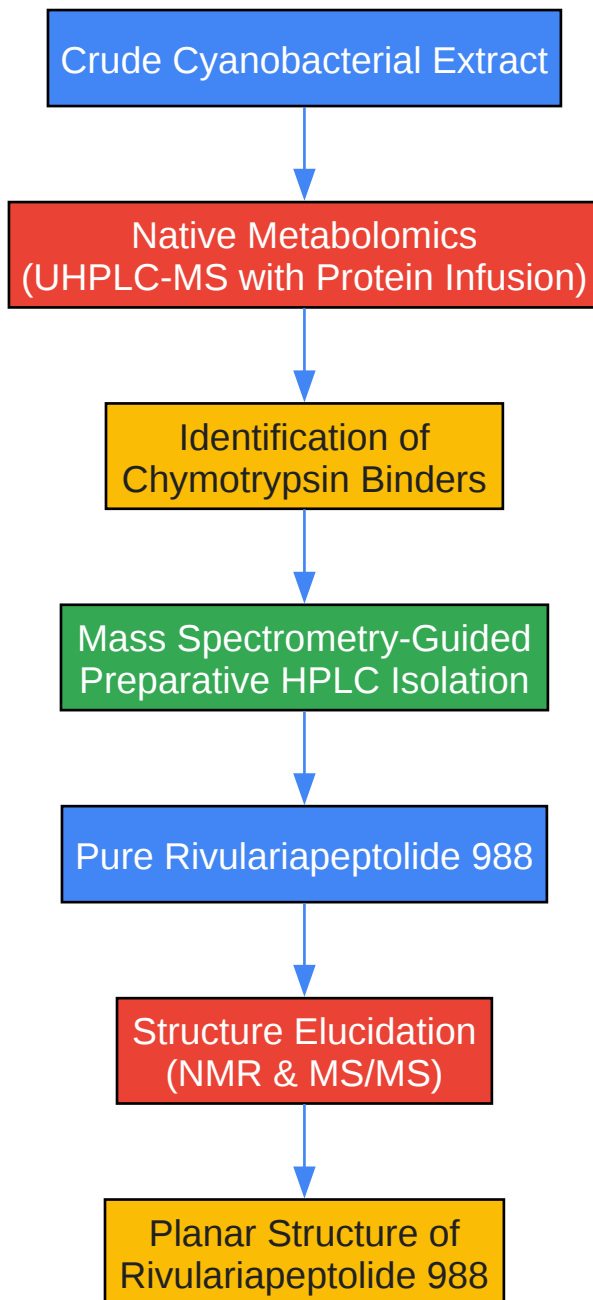 Crude Cyanobacterial Extract
Native Metabolomics
(UHPLC-MS with Protein Infusion)
Identification of
Chymotrypsin Binders
Mass Spectrometry-Guided
Preparative HPLC Isolation
Pure Rivulariapeptolide 988
Structure Elucidation
(NMR & MS/MS)
Planar Structure of
Rivulariapeptolide 988